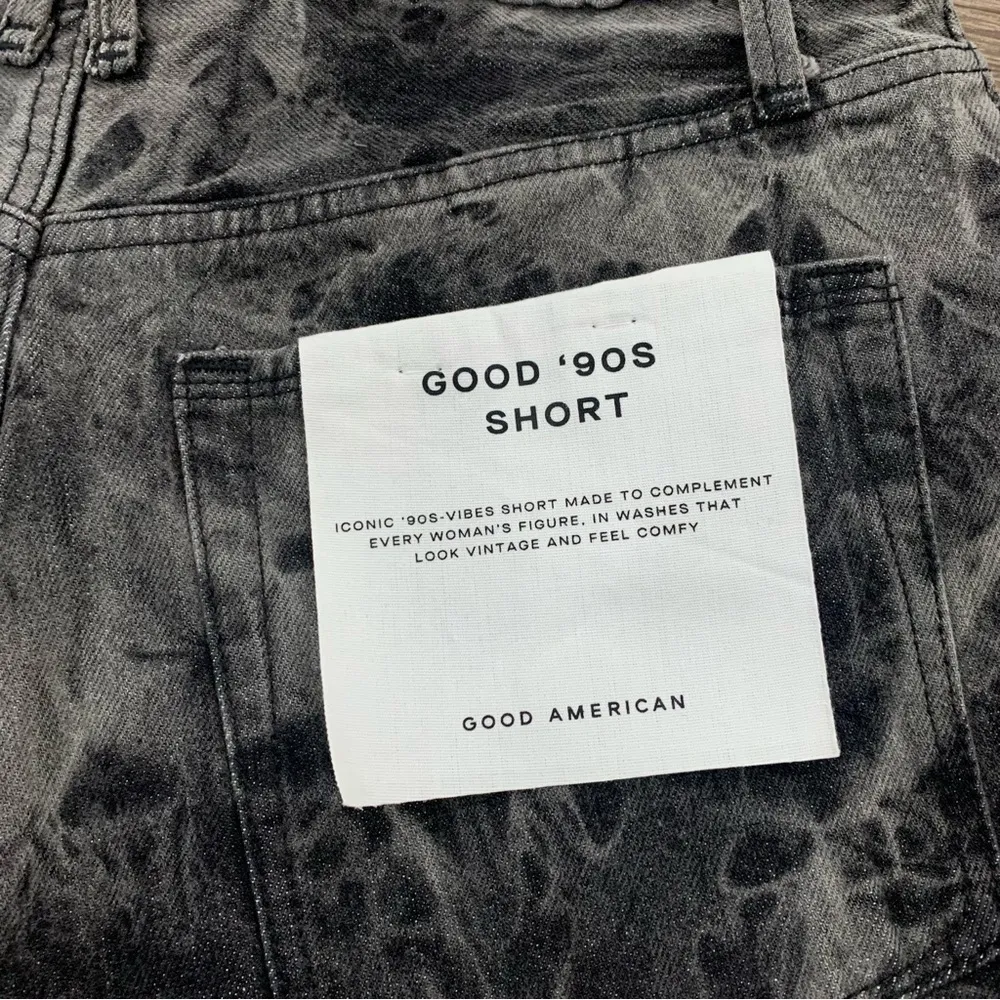 GOOD ‘90S
SHORT
ICONIC ‘90S-VIBES SHORT MADE TO COMPLEMENT
EVERY WOMAN’S FIGURE, IN WASHES THAT
LOOK VINTAGE AND FEEL COMFY
GOOD AMERICAN